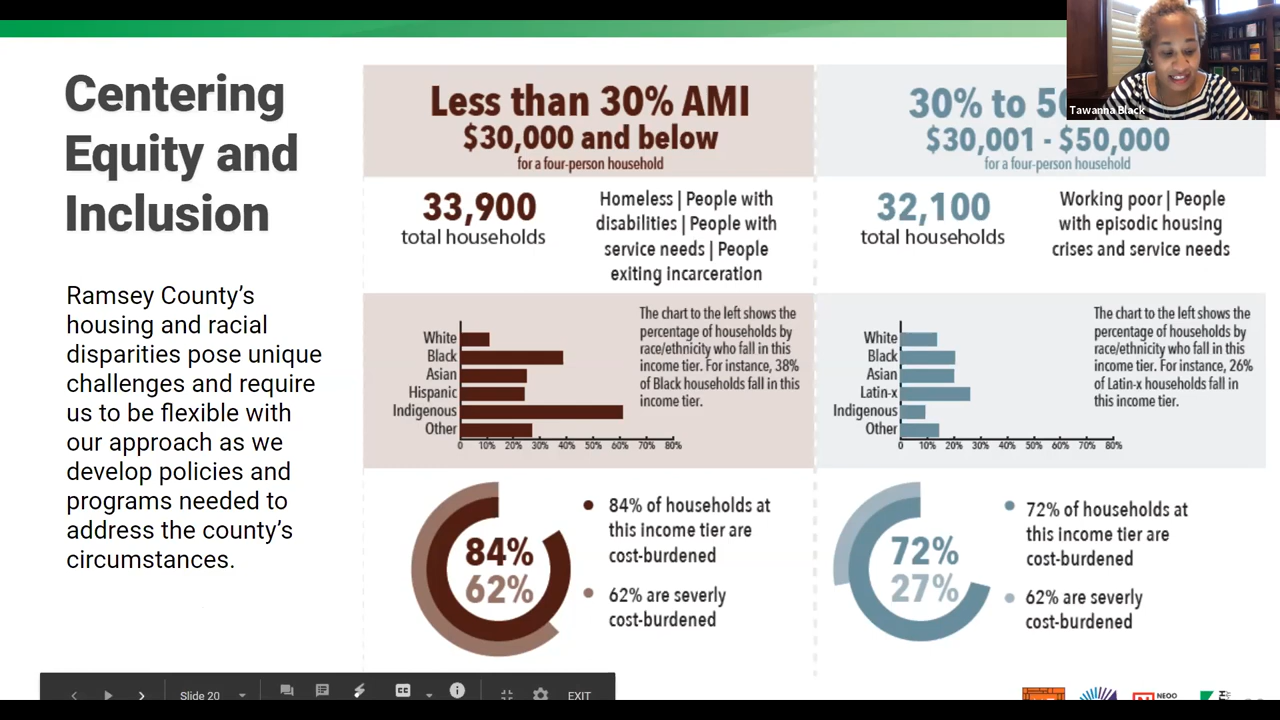 Centering
Equity and
Inclusion
Ramsey County's
housing and racial
disparities pose unique
challenges and require
us to be flexible with
our approach as we
develop policies and
programs needed to
address the county's
circumstances.
Less than 30% AMI
$30,000 and below
for a four-person household
33,900
total households
Homeless | People with
disabilities | People with
service needs | People
exiting incarceration
White
Black
Asian
Hispanic
Indigenous
Other
0 10% 20% 30% 40% 50% 60% 70% 80%
The chart to the left shows the
percentage of households by
race/ethnicity who fall in this
income tier. For instance, 38%
of Black households fall in this
income tier.
84%
62%
84% of households at
this income tier are
cost-burdened
62% are severly
cost-burdened
30% to
$30,001 - $50,000
for a four-person household
32,100
total households
Working poor | People
with episodic housing
crises and service needs
White
Black
Asian
Latin-x
Indigenous
Other
0 10% 20% 30% 40% 50% 60% 70% 80%
The chart to the left shows the
percentage of households by
race/ethnicity who fall in this
income tier. For instance, 26%
of Latin-x households fall in
this income tier.
72%
27%
72% of households at
this income tier are
cost-burdened
62% are severly
cost-burdened
Tawanna Black
Slide 20
CC
EXIT
NEOO